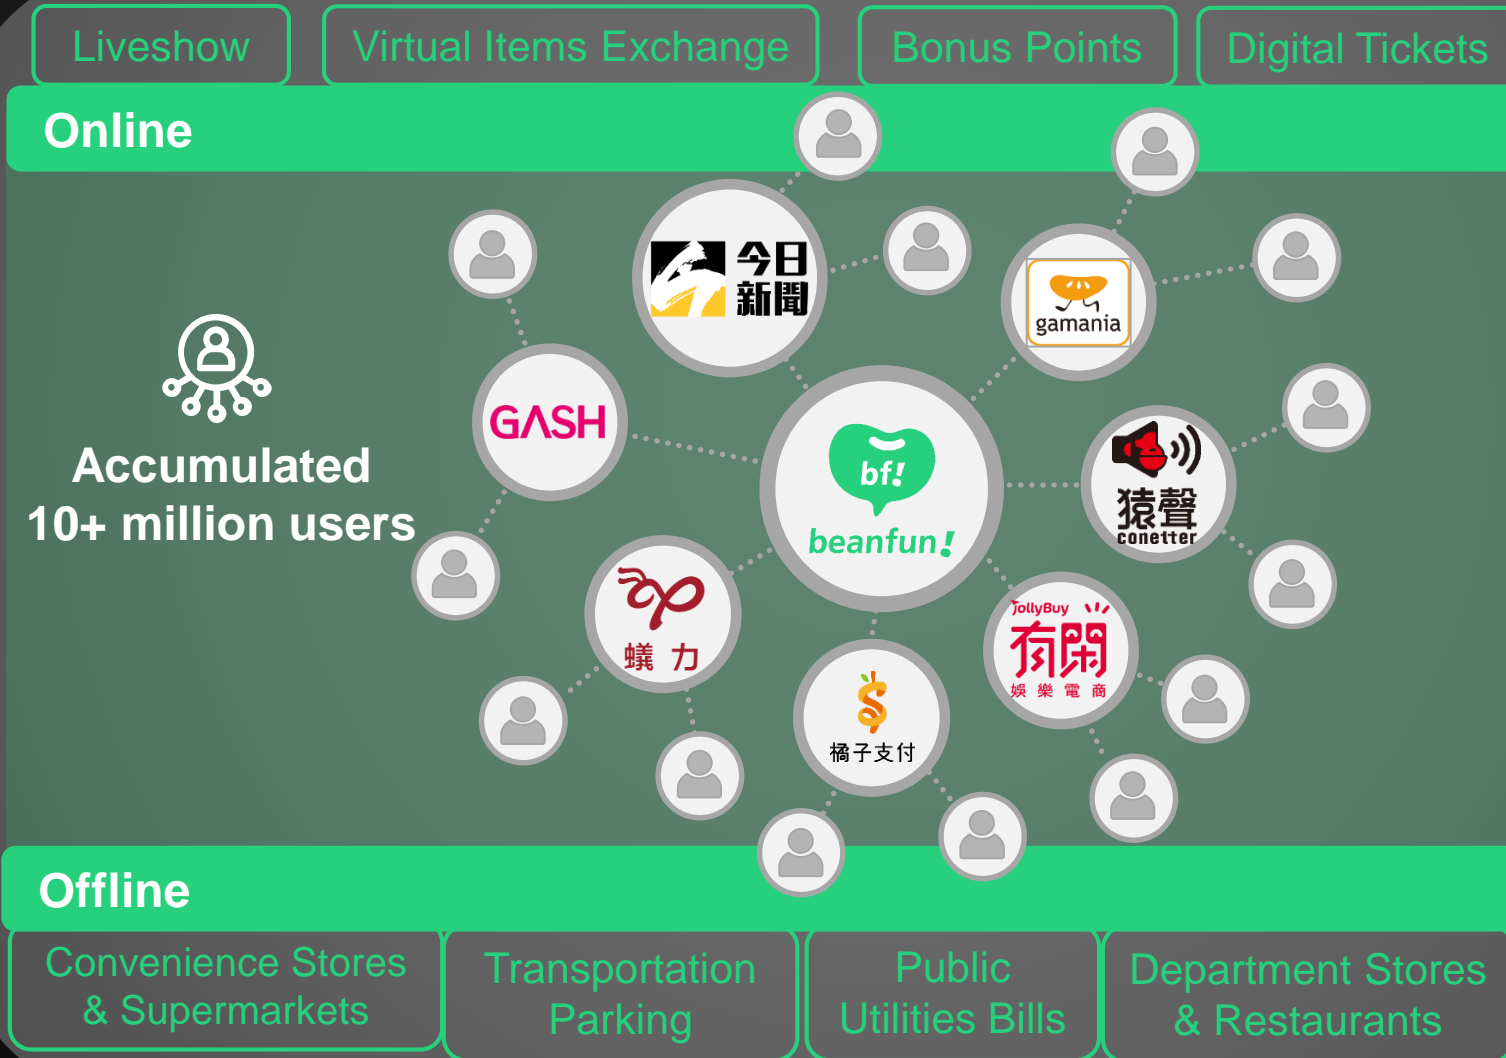 Liveshow
Virtual Items Exchange
Bonus Points
Digital Tickets
Online
今日
新聞
gamania
GASH
Accumulated
10+ million users
bf!
beanfun!
猿聲
conetter
蟻力
JollyBuy
有閑
娛樂電商
橘子支付
Offline
Convenience Stores
& Supermarkets
Transportation
Parking
Public
Utilities Bills
Department Stores
& Restaurants